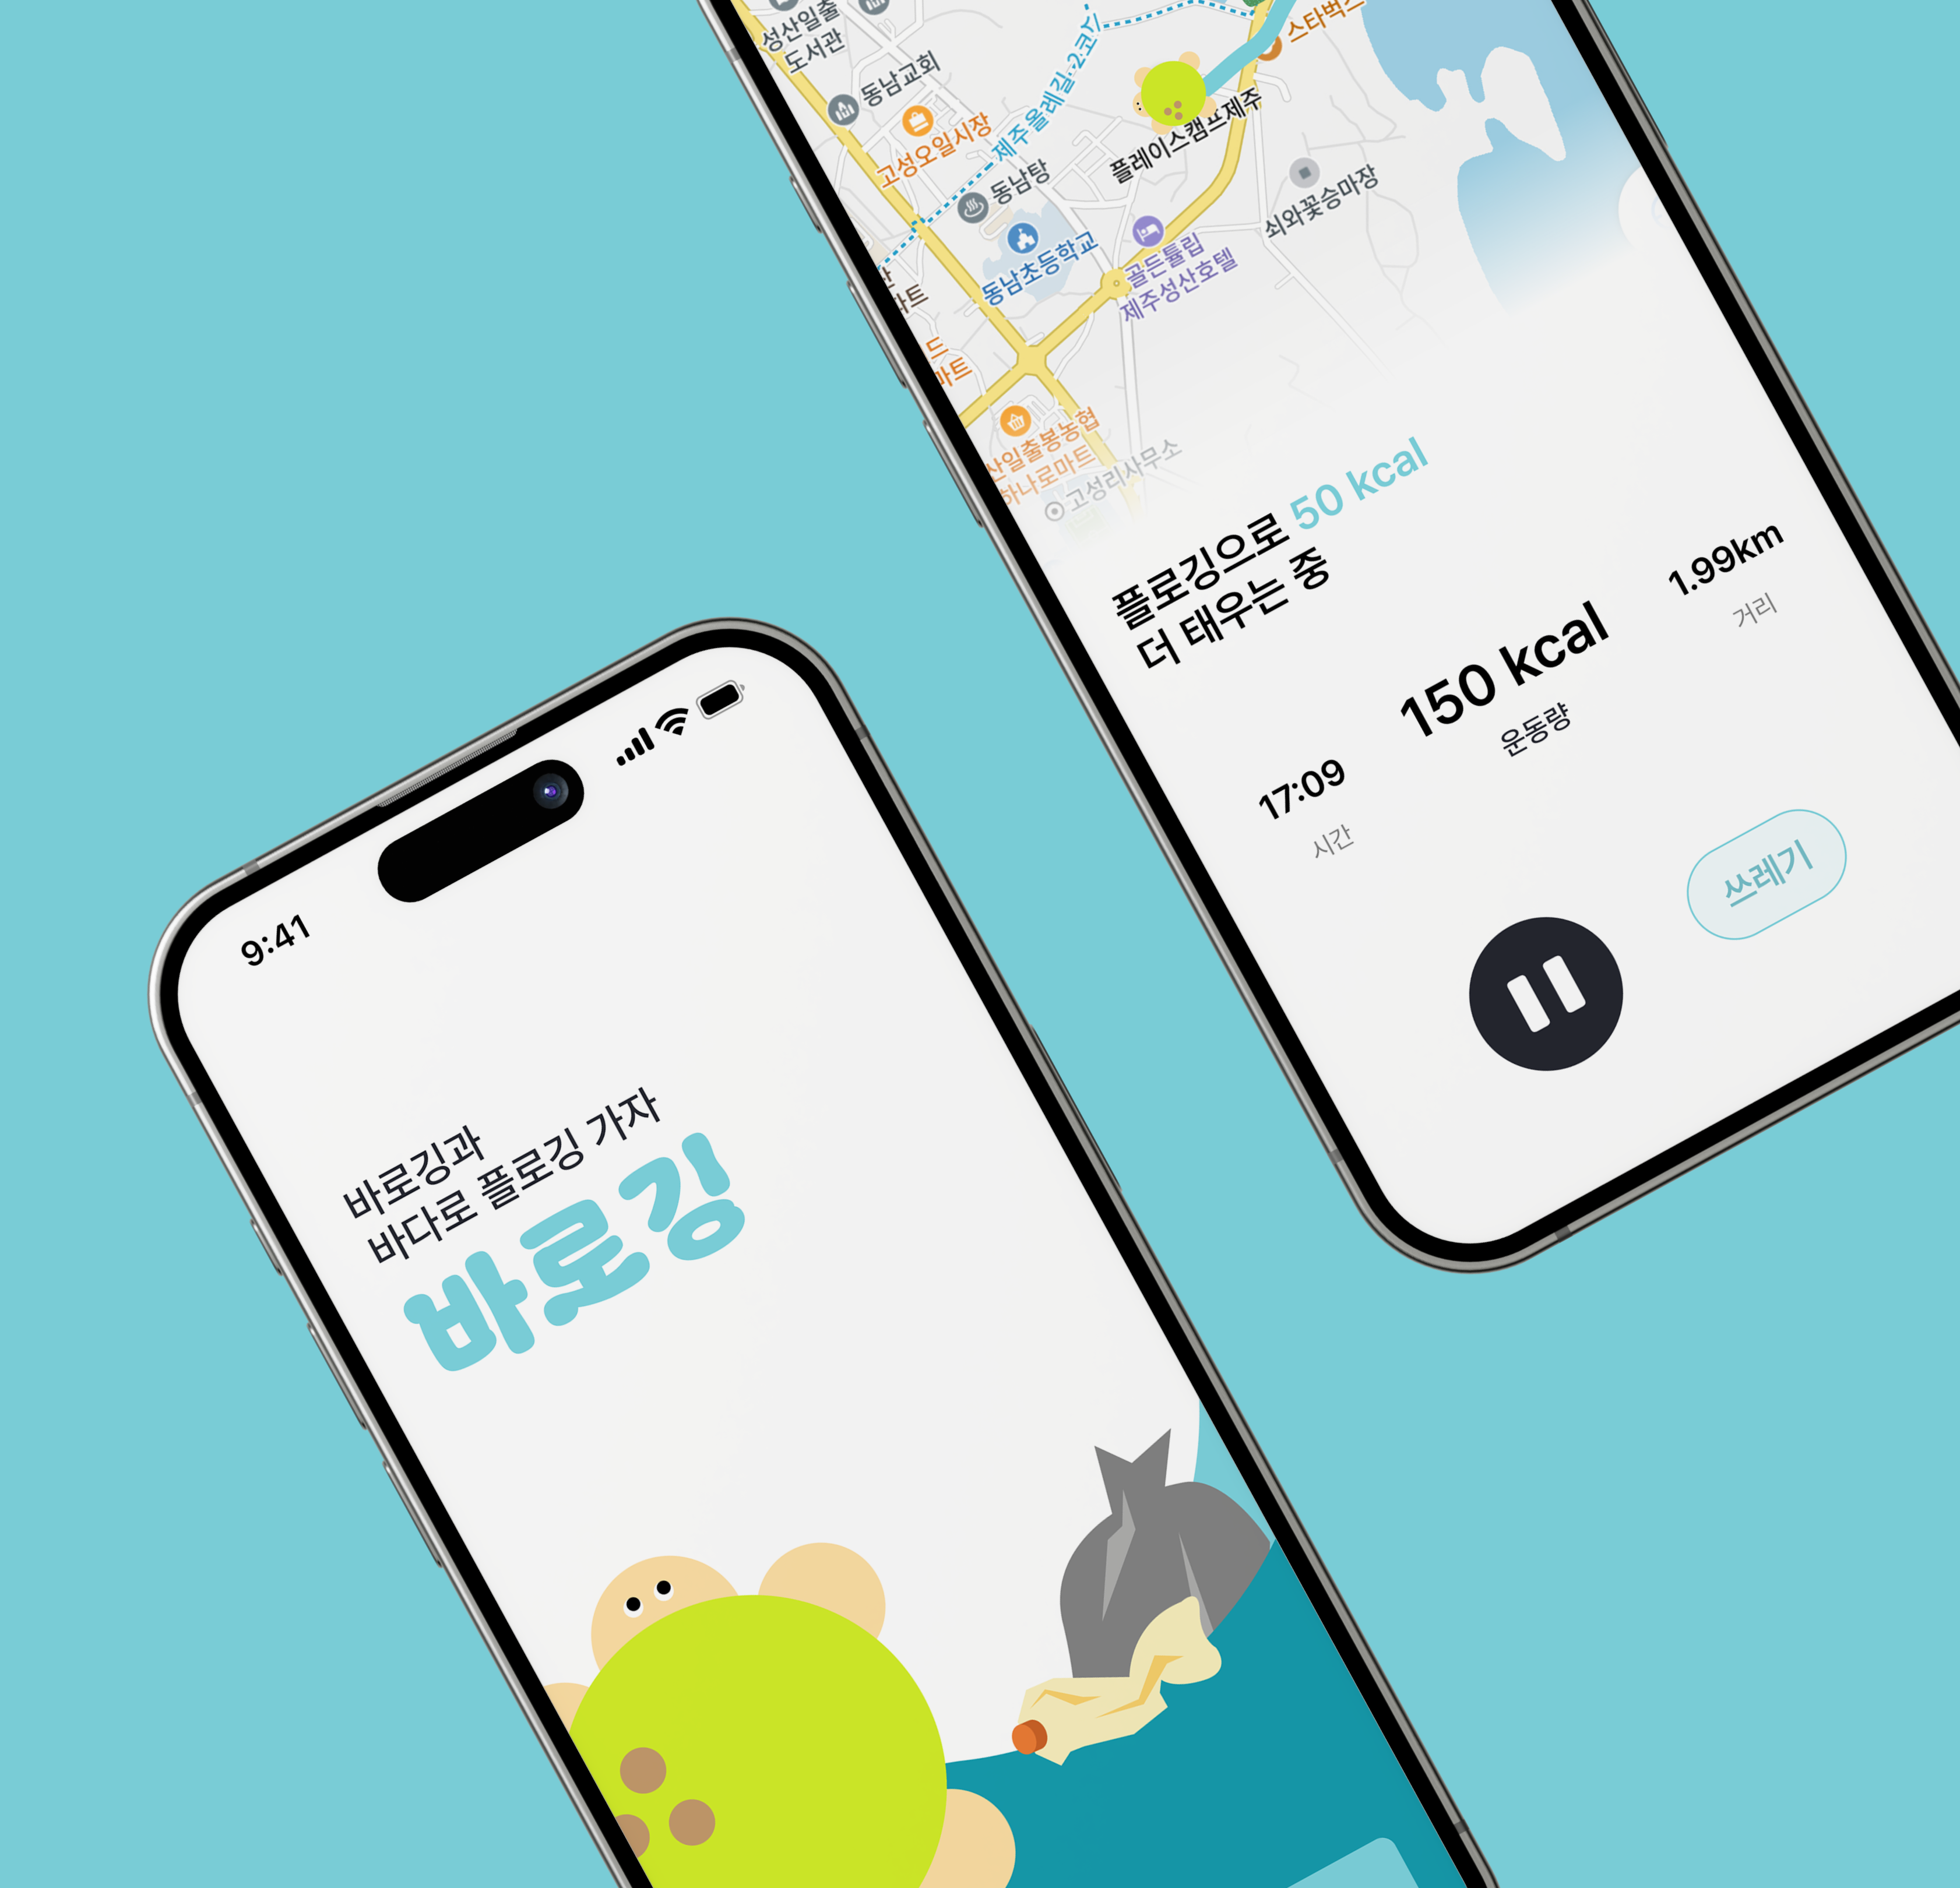 성산일출
도서관
동남교회
고성오일시장
제주올레길 2코스
스타벅스
플레이스캠프제주
동남탕
쇠와꽃승마장
동남초등학교
골든튤립
제주성산호텔
마트
드
마트
산일출봉농협
하나로마트
고성리사무소
플로깅으로 50 kcal
더 태우는 중
17:09
시간
150 kcal
운동량
1.99km
거리
쓰레기
9:41
바로깅과
바다로 플로깅 가자
바로깅